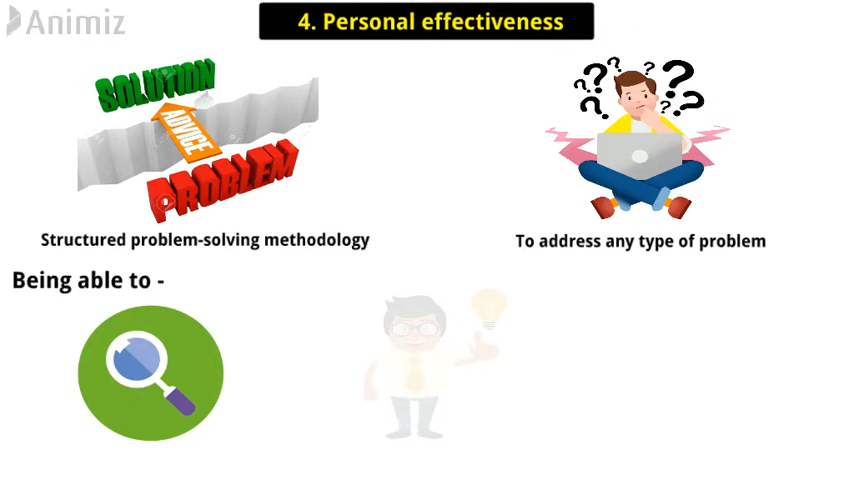 Animiz
4. Personal effectiveness
SOLUTION
ADVICE
PROBLEM
Structured problem-solving methodology
To address any type of problem
Being able to -